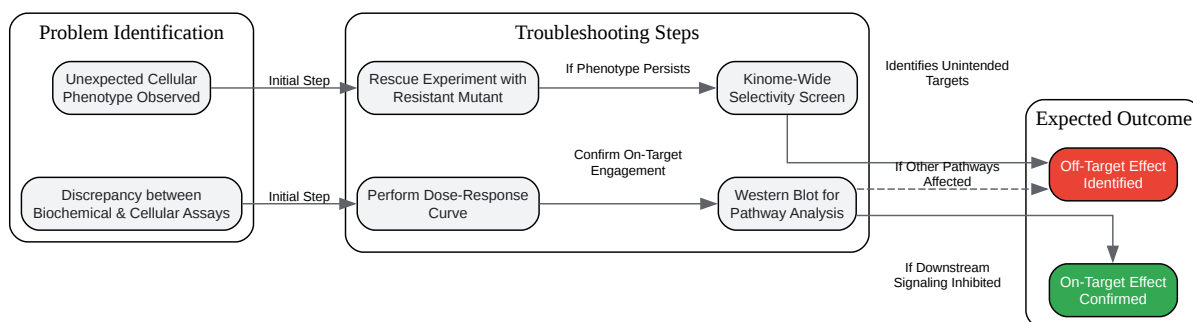 Problem Identification
Unexpected Cellular
Phenotype Observed
Discrepancy between
Biochemical & Cellular Assays
Initial Step
Initial Step
Troubleshooting Steps
Rescue Experiment with
Resistant Mutant
If Phenotype Persists
Kinome-Wide
Selectivity Screen
Perform Dose-Response
Curve
Confirm On-Target
Engagement
Western Blot for
Pathway Analysis
Identifies Unintended
Targets
If Other Pathways
Affected
If Downstream
Signaling Inhibited
Expected Outcome
Off-Target Effect
Identified
On-Target Effect
Confirmed